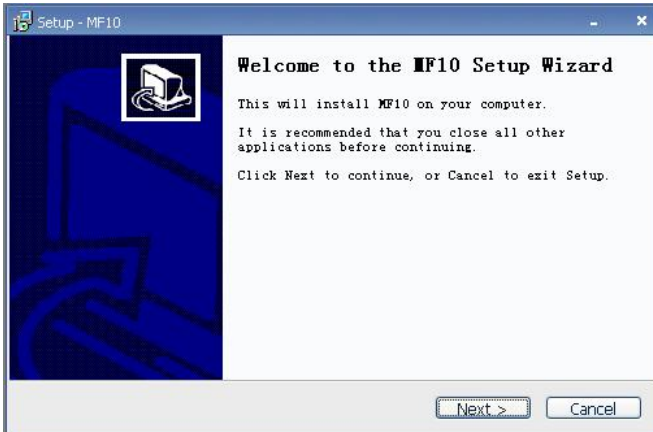 Setup - MF10
Welcome to the MF10 Setup Wizard
This will install MF10 on your computer.
It is recommended that you close all other
applications before continuing.
Click Next to continue, or Cancel to exit Setup.
Next >
Cancel